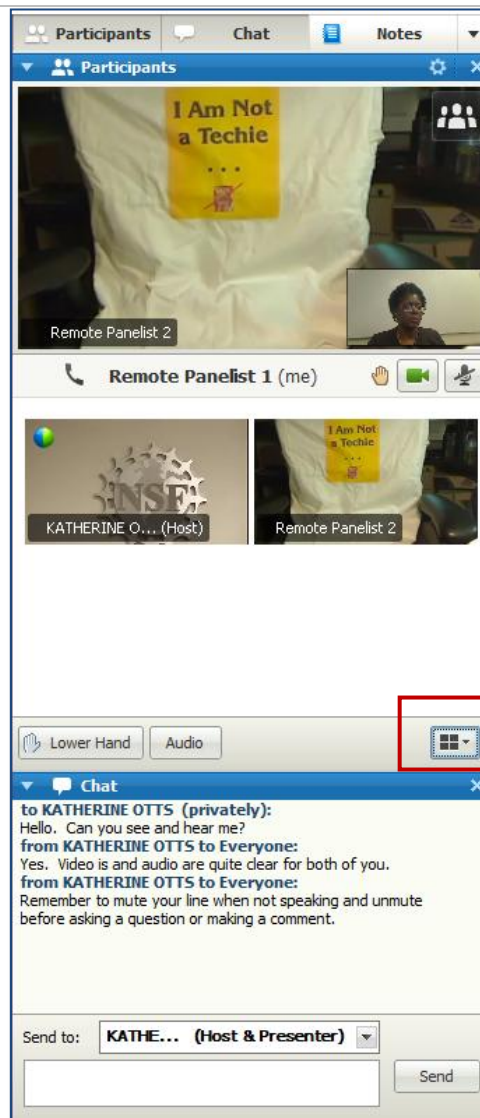 Participants Chat Notes
Participants
I Am Not
a Techie
...
Remote Panelist 2
Remote Panelist 1 (me)
NSF
KATHERINE O... (Host)
I Am Not
a Techie
...
Remote Panelist 2
Lower Hand Audio
Chat
to KATHERINE OTTS (privately):
Hello. Can you see and hear me?
from KATHERINE OTTS to Everyone:
Yes. Video is and audio are quite clear for both of you.
from KATHERINE OTTS to Everyone:
Remember to mute your line when not speaking and unmute
before asking a question or making a comment.
Send to: KATHE... (Host & Presenter)
Send